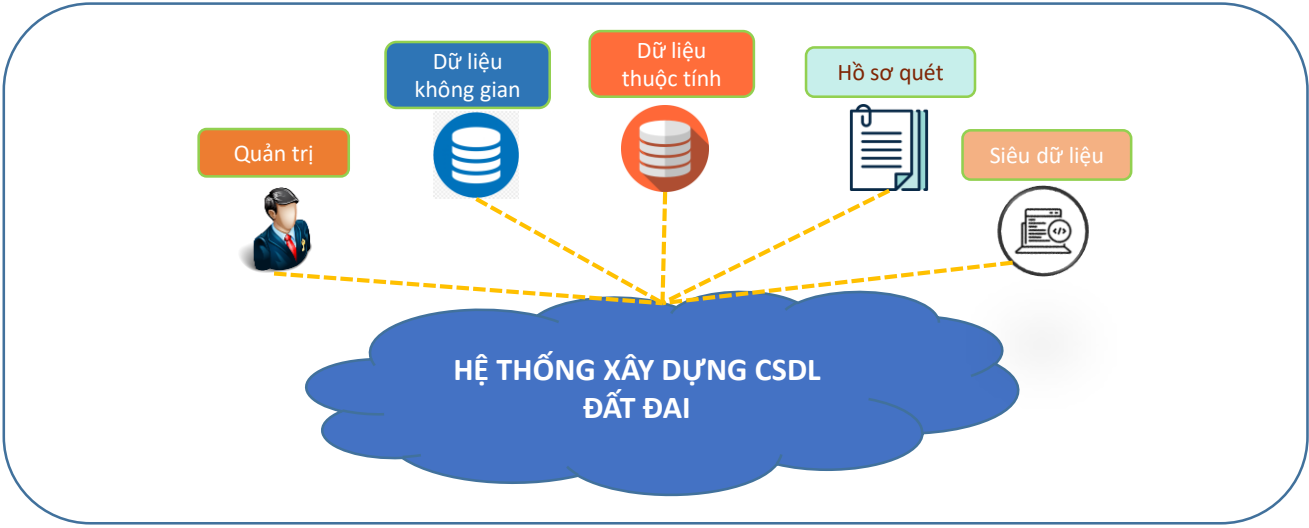 Quản trị
Dữ liệu
không gian
Dữ liệu
thuộc tính
Hồ sơ quét
Siêu dữ liệu
HỆ THỐNG XÂY DỰNG CSDL
ĐẤT ĐAI